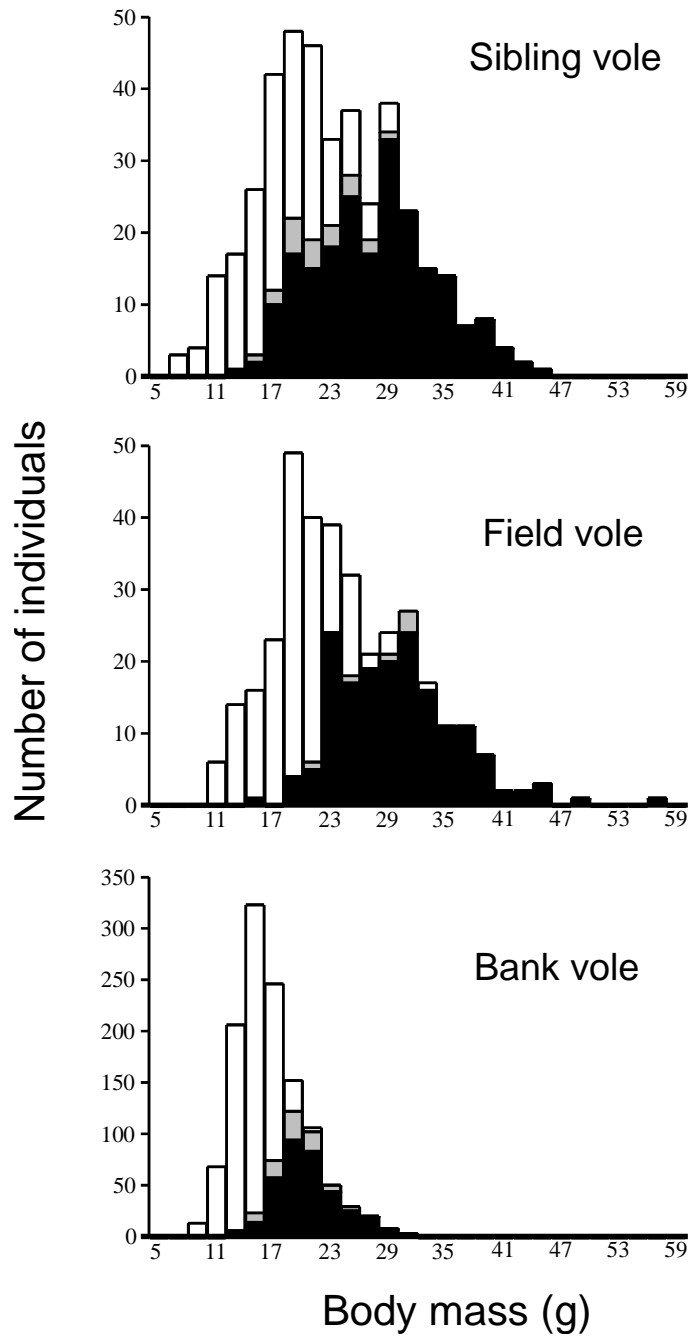 50
Sibling vole
40
30
20
10
0
5 11 17 23 29 35 41 47 53 59
Number of individuals
50
40
Field vole
30
20
10
0
5 11 17 23 29 35 41 47 53 59
350
300
Bank vole
250
200
150
100
50
0
5 11 17 23 29 35 41 47 53 59
Body mass (g)